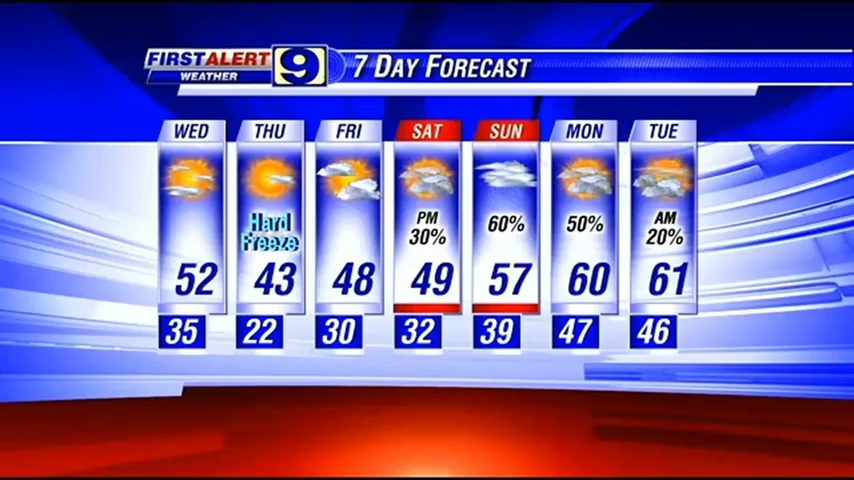 FIRST ALERT 9 7 DAY FORECAST
WEATHER
WED THU FRI SAT SUN MON TUE
Hard PM 60% 50% AM
Freeze 30% 20%
52 43 48 49 57 60 61
35 22 30 32 39 47 46